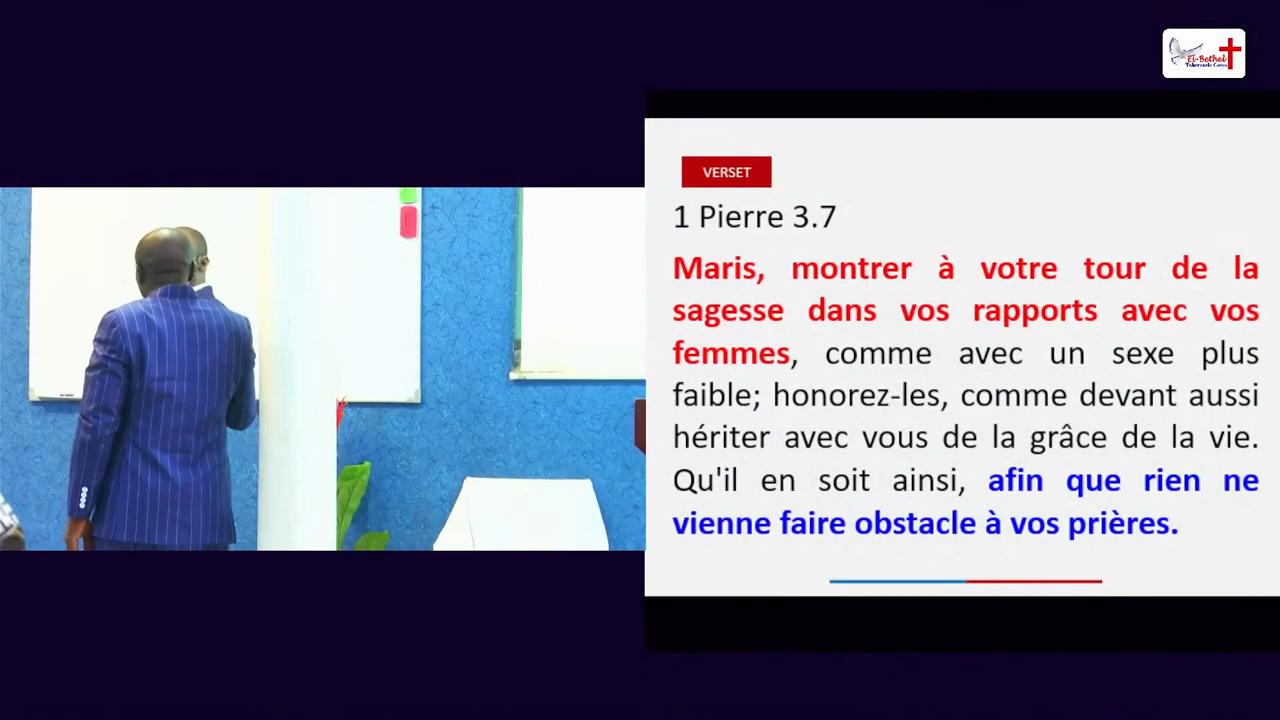 El-Bethel
Tabernacle Corso
VERSET
1 Pierre 3.7
Maris, montrer à votre tour de la
sagesse dans vos rapports avec vos
femmes, comme avec un sexe plus
faible; honorez-les, comme devant aussi
hériter avec vous de la grâce de la vie.
Qu'il en soit ainsi, afin que rien ne
vienne faire obstacle à vos prières.